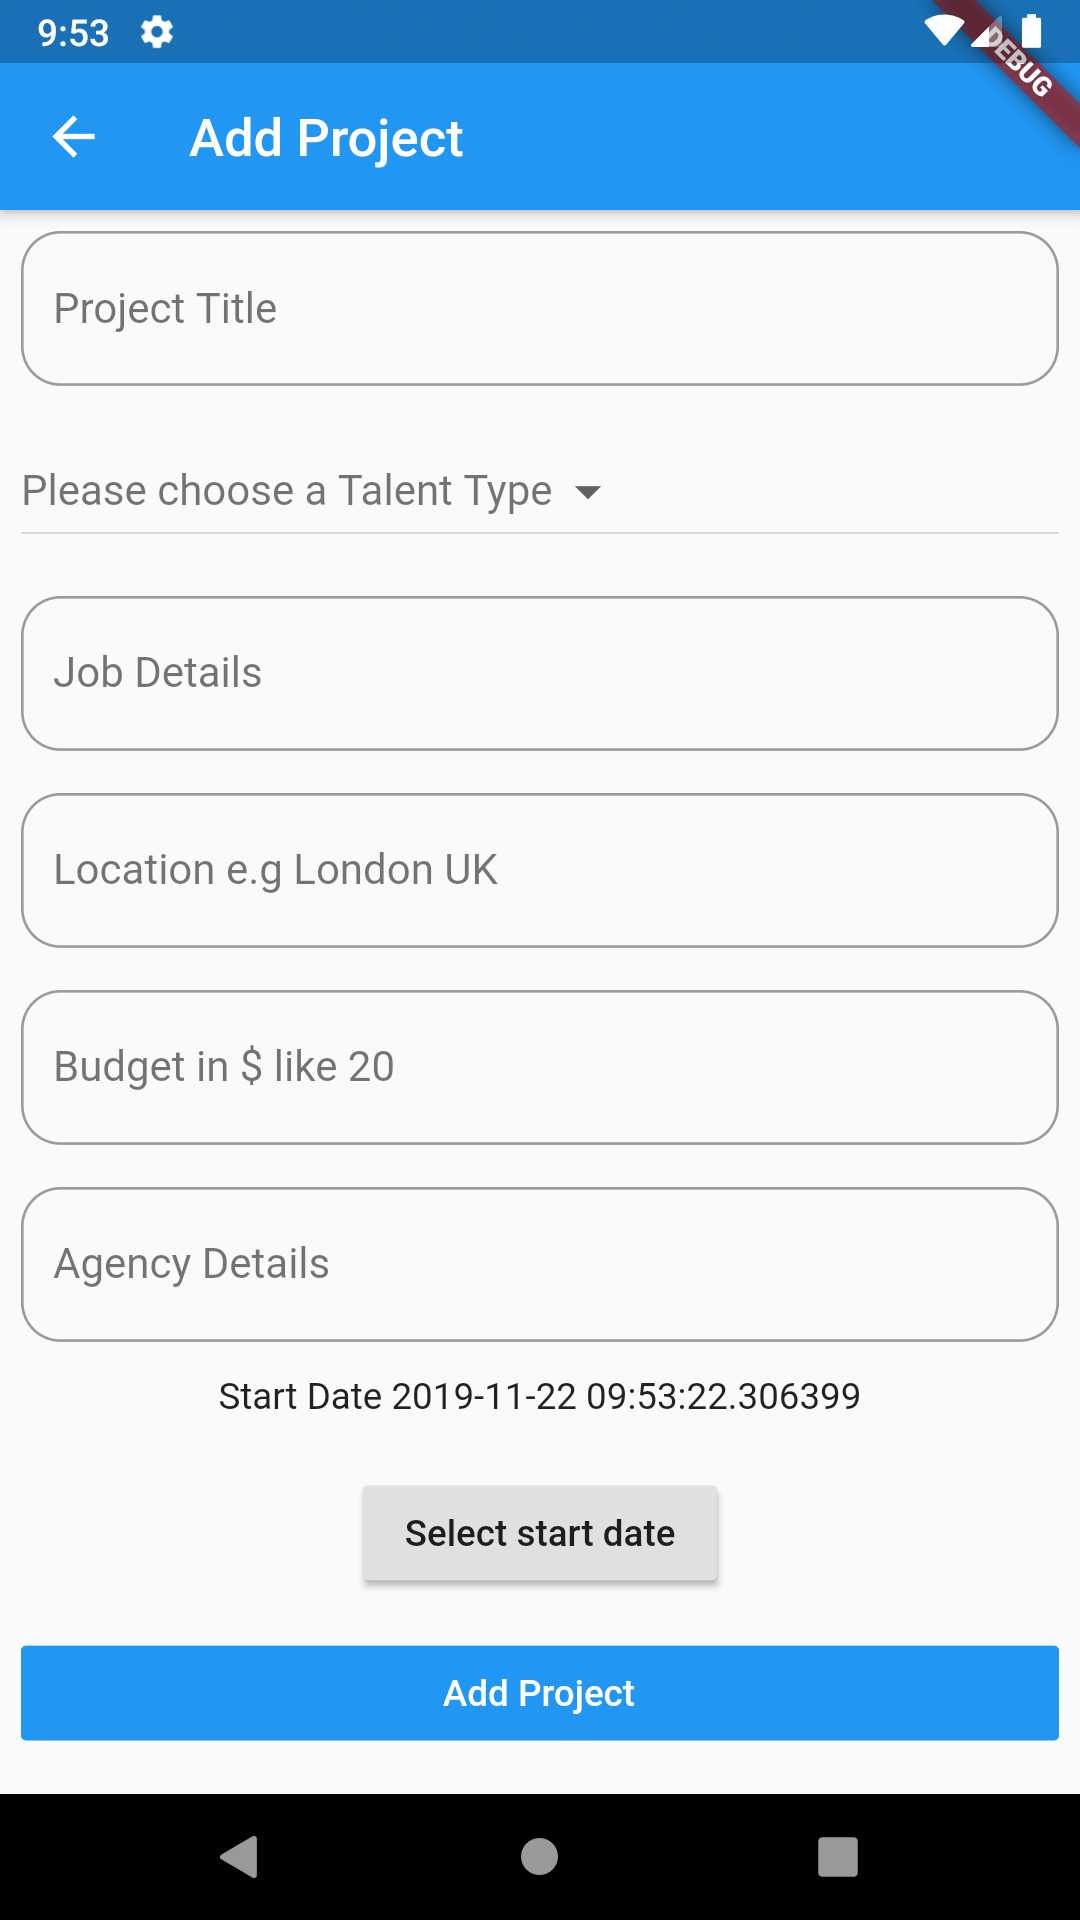 9:53
DEBUG
Add Project
Project Title
Please choose a Talent Type
Job Details
Location e.g London UK
Budget in $ like 20
Agency Details
Start Date 2019-11-22 09:53:22.306399
Select start date
Add Project